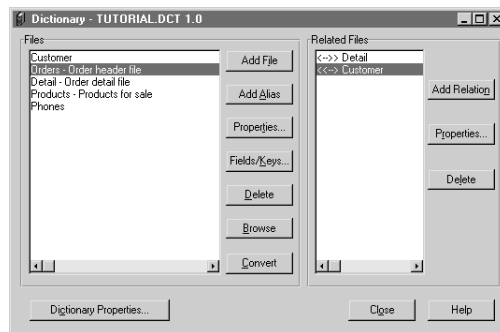 Dictionary - TUTORIAL.DCT 1.0
Files
Customer
Orders - Order header file
Detail - Order detail file
Products - Products for sale
Phones
Add File
Add Alias
Properties...
Fields/Keys...
Delete
Browse
Convert
Related Files
<-->> Detail
<<--> Customer
Add Relation
Properties...
Delete
Dictionary Properties...
Close
Help